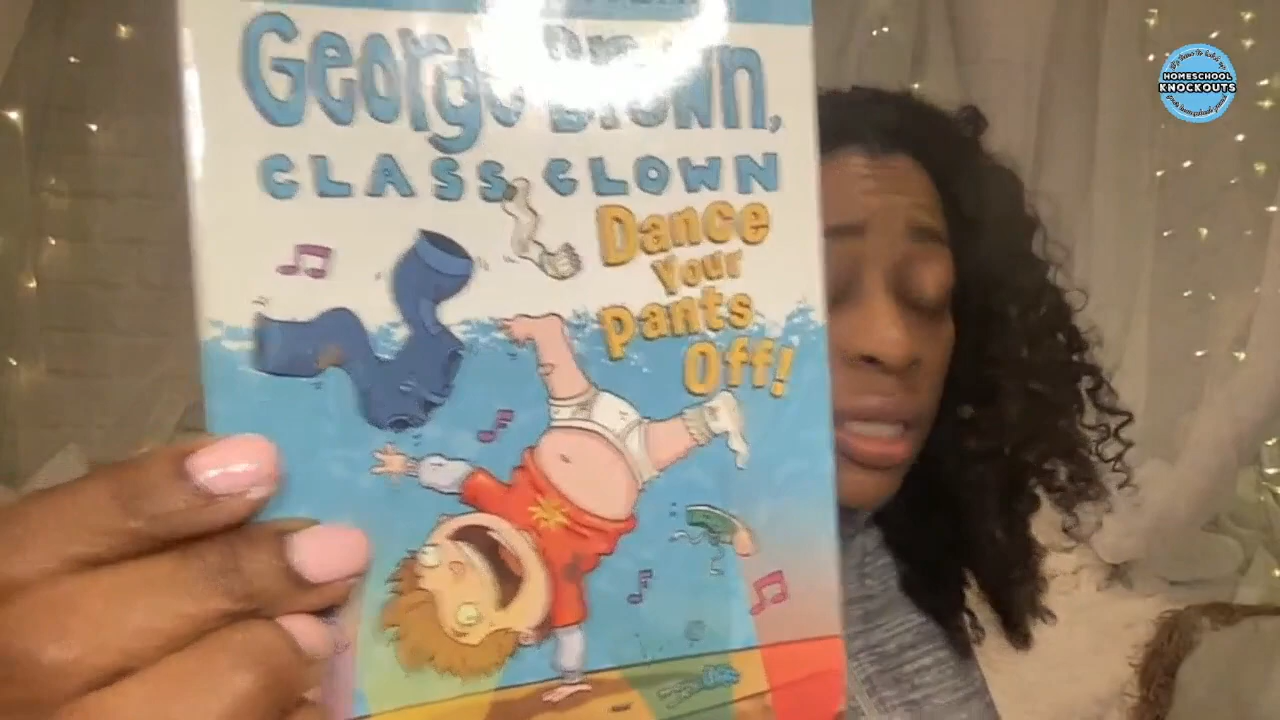 George Brown,
CLASS CLOWN
Dance
Your
Pants
Off!
HOMESCHOOL
KNOCKOUTS